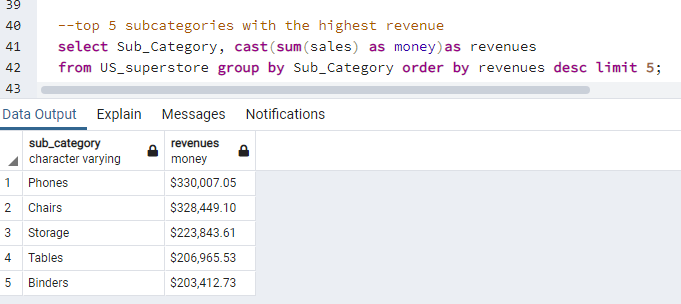 39
40 --top 5 subcategories with the highest revenue
41 select Sub_Category, cast(sum(sales) as money)as revenues
42 from US_superstore group by Sub_Category order by revenues desc limit 5;
43
Data Output Explain Messages Notifications
sub_category revenues
character varying money
1 Phones $330,007.05
2 Chairs $328,449.10
3 Storage $223,843.61
4 Tables $206,965.53
5 Binders $203,412.73